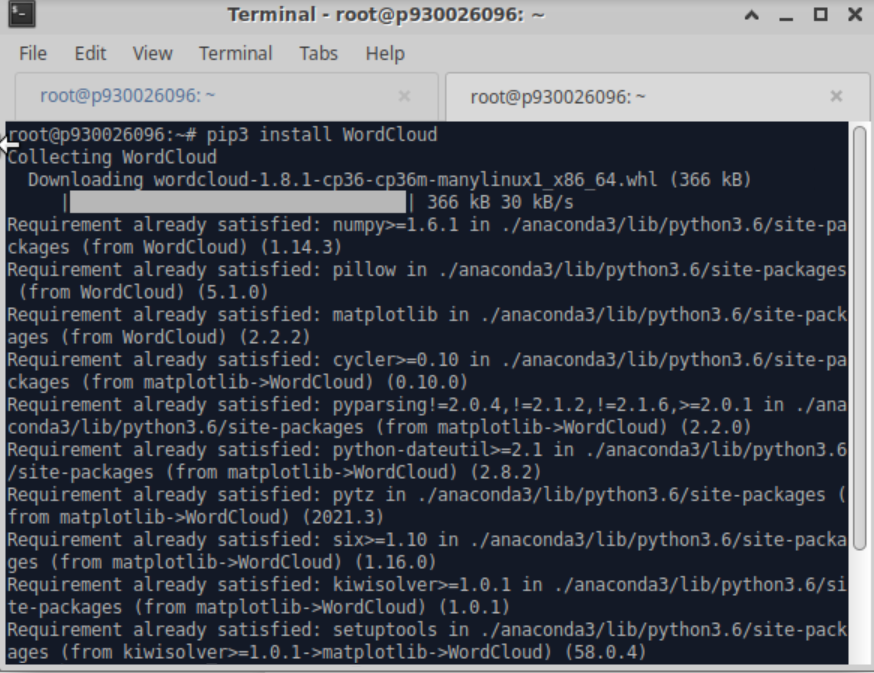 Terminal - root@p930026096: ~
File Edit View Terminal Tabs Help
root@p930026096: ~
root@p930026096: ~
root@p930026096:~# pip3 install WordCloud
Collecting WordCloud
  Downloading wordcloud-1.8.1-cp36-cp36m-manylinux1_x86_64.whl (366 kB)
     |                                | 366 kB 30 kB/s
Requirement already satisfied: numpy>=1.6.1 in ./anaconda3/lib/python3.6/site-pa
ckages (from WordCloud) (1.14.3)
Requirement already satisfied: pillow in ./anaconda3/lib/python3.6/site-packages
 (from WordCloud) (5.1.0)
Requirement already satisfied: matplotlib in ./anaconda3/lib/python3.6/site-pack
ages (from WordCloud) (2.2.2)
Requirement already satisfied: cycler>=0.10 in ./anaconda3/lib/python3.6/site-pa
ckages (from matplotlib->WordCloud) (0.10.0)
Requirement already satisfied: pyparsing!=2.0.4,!=2.1.2,!=2.1.6,>=2.0.1 in ./ana
conda3/lib/python3.6/site-packages (from matplotlib->WordCloud) (2.2.0)
Requirement already satisfied: python-dateutil>=2.1 in ./anaconda3/lib/python3.6
/site-packages (from matplotlib->WordCloud) (2.8.2)
Requirement already satisfied: pytz in ./anaconda3/lib/python3.6/site-packages (
from matplotlib->WordCloud) (2021.3)
Requirement already satisfied: six>=1.10 in ./anaconda3/lib/python3.6/site-packa
ges (from matplotlib->WordCloud) (1.16.0)
Requirement already satisfied: kiwisolver>=1.0.1 in ./anaconda3/lib/python3.6/si
te-packages (from matplotlib->WordCloud) (1.0.1)
Requirement already satisfied: setuptools in ./anaconda3/lib/python3.6/site-pack
ages (from kiwisolver>=1.0.1->matplotlib->WordCloud) (58.0.4)